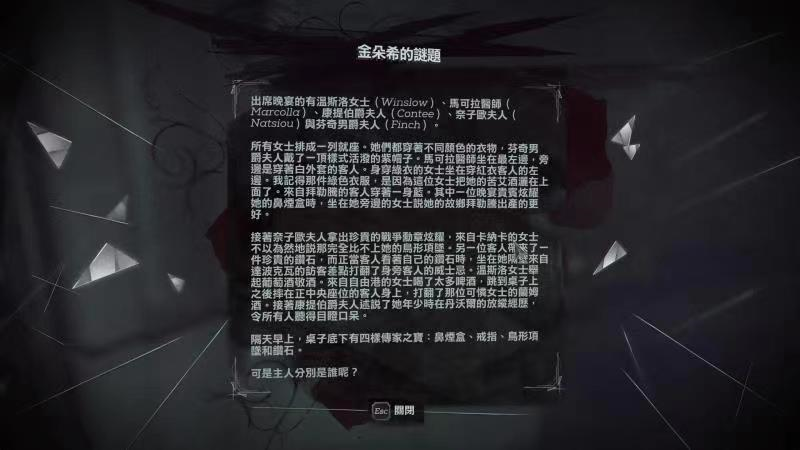 金朵希的謎題
出席晚宴的有溫斯洛女士（Winslow）、馬可拉醫師（
Marcolla）、康提伯爵夫人（Contee）、奈子歐夫人（
Natsiou）與芬奇男爵夫人（Finch）。
所有女士排成一列就座。她們都穿著不同顏色的衣物，芬奇男
爵夫人戴了一頂樣式活潑的紫帽子。馬可拉醫師坐在最左邊，旁
邊是穿著白外套的客人。身穿綠衣的女士坐在穿紅衣客人的左
邊。我記得那件綠色衣服，是因為這位女士把她的苦艾酒灑在上
面了。來自拜勒騰的客人穿著一身藍。其中一位晚宴賓賓炫耀
她的鼻煙盒時，坐在她旁邊的女士說她的故鄉拜勒騰出產的更
好。
接著奈子歐夫人拿出珍貴的戰爭勳章炫耀，來自卡納卡的女士
不以為然地說那完全比不上她的鳥形項墜。另一位客人帶來了一
件珍貴的鑽石，而正當客人看著自己的鑽石時，坐在她隔壁來自
達波克瓦的訪客差點打翻了身旁客人的威士忌。溫斯洛女士舉
起葡萄酒敬酒。來自自由港的女士喝了太多啤酒，跳到桌子上
之後摔在正中央座位的客人身上，打翻了那位可憐女士的蘭姆
酒。接著康提伯爵夫人述說了她年少時在丹沃爾的放縱經歷，
令所有人聽得目瞪口呆。
隔天早上，桌子底下有四樣傳家之寶：鼻煙盒、戒指、鳥形項
墜和鑽石。
可是主人分別是誰呢？
Esc 關閉